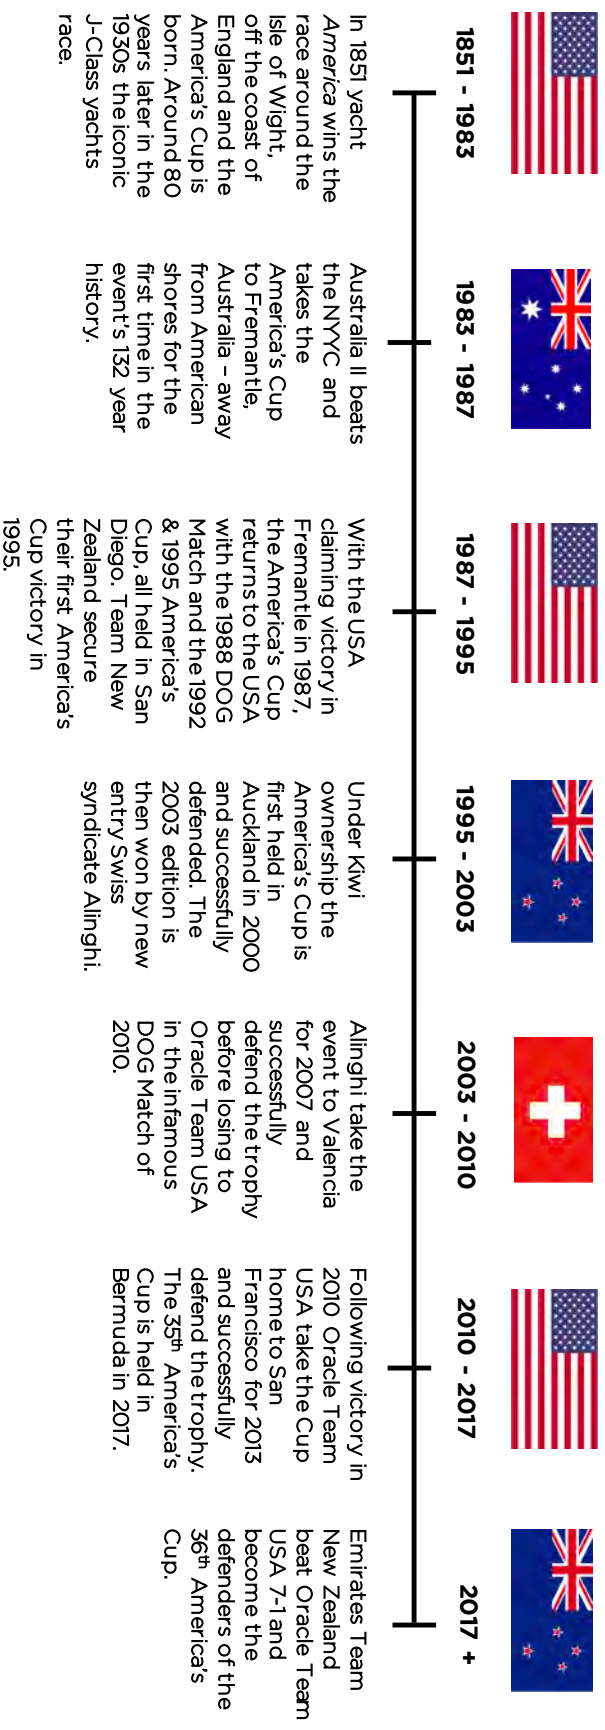 1851 - 1983
In 1851 yacht
America wins the
race around the
Isle of Wight,
off the coast of
England and the
America's Cup is
born. Around 80
years later in the
1930s the iconic
J-Class yachts
race.
1983 - 1987
Australia II beats
the NYYC and
takes the
America's Cup
to Fremantle,
Australia – away
from American
shores for the
first time in the
event's 132 year
history.
1987 - 1995
With the USA
claiming victory in
Fremantle in 1987,
the America's Cup
returns to the USA
with the 1988 DOG
Match and the 1992
& 1995 America's
Cup, all held in San
Diego. Team New
Zealand secure
their first America's
Cup victory in
1995.
1995 - 2003
Under Kiwi
ownership the
America's Cup is
first held in
Auckland in 2000
and successfully
defended. The
2003 edition is
then won by new
entry Swiss
syndicate Alinghi.
2003 - 2010
Alinghi take the
event to Valencia
for 2007 and
successfully
defend the trophy
before losing to
Oracle Team USA
in the infamous
DOG Match of
2010.
2010 - 2017
Following victory in
2010 Oracle Team
USA take the Cup
home to San
Francisco for 2013
and successfully
defend the trophy.
The 35th America's
Cup is held in
Bermuda in 2017.
2017 +
Emirates Team
New Zealand
beat Oracle Team
USA 7-1 and
become the
defenders of the
36th America's
Cup.